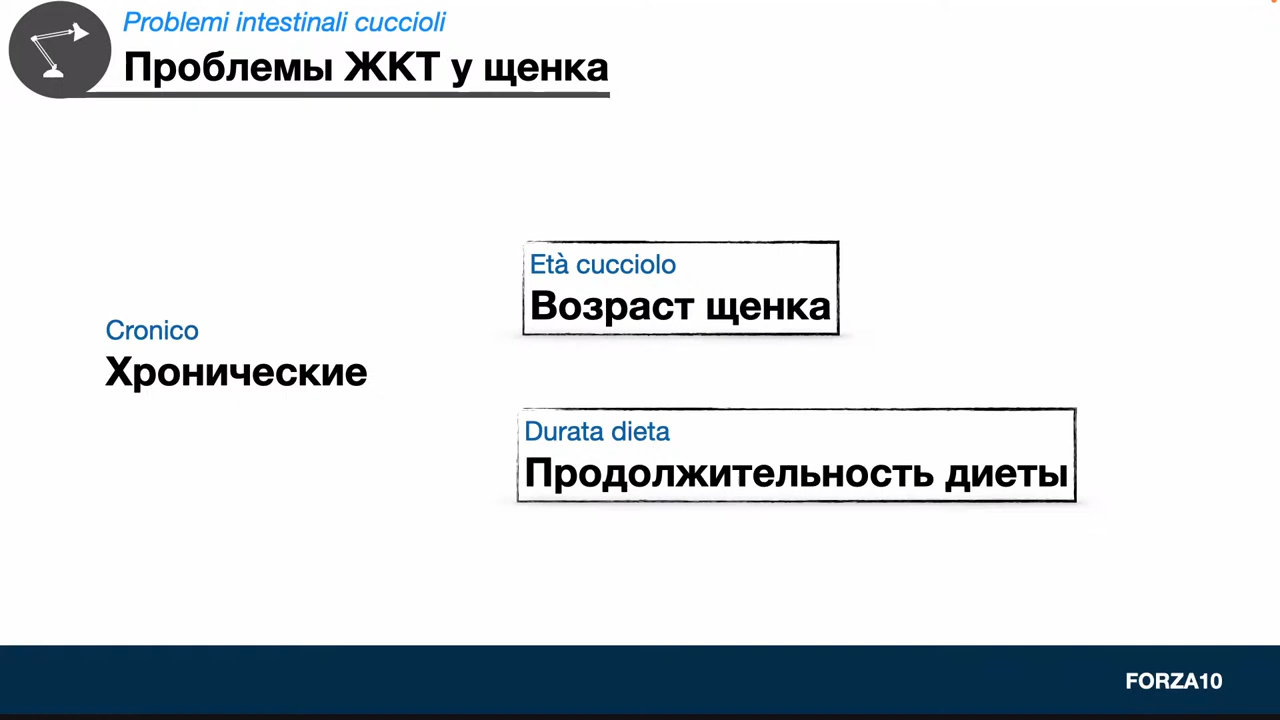 Problemi intestinali cuccioli
Проблемы ЖКТ у щенка
Età cucciolo
Возраст щенка
Cronico
Хронические
Durata dieta
Продолжительность диеты
FORZA10